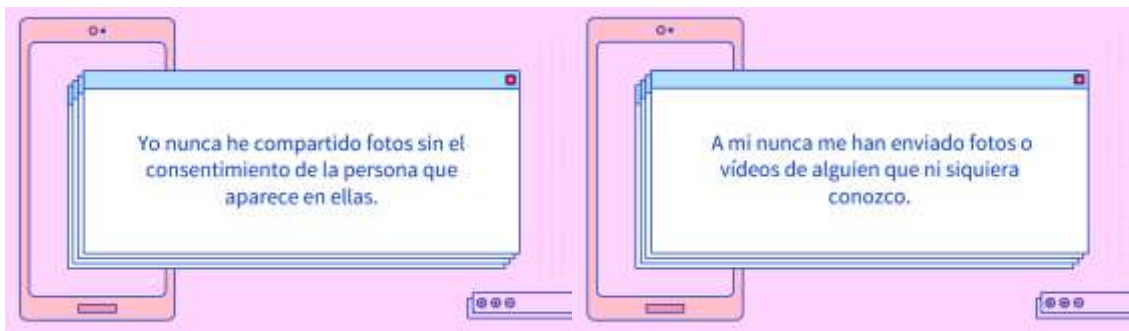 Yo nunca he compartido fotos sin el
consentimiento de la persona que
aparece en ellas.
A mi nunca me han enviado fotos o
vídeos de alguien que ni siquiera
conozco.